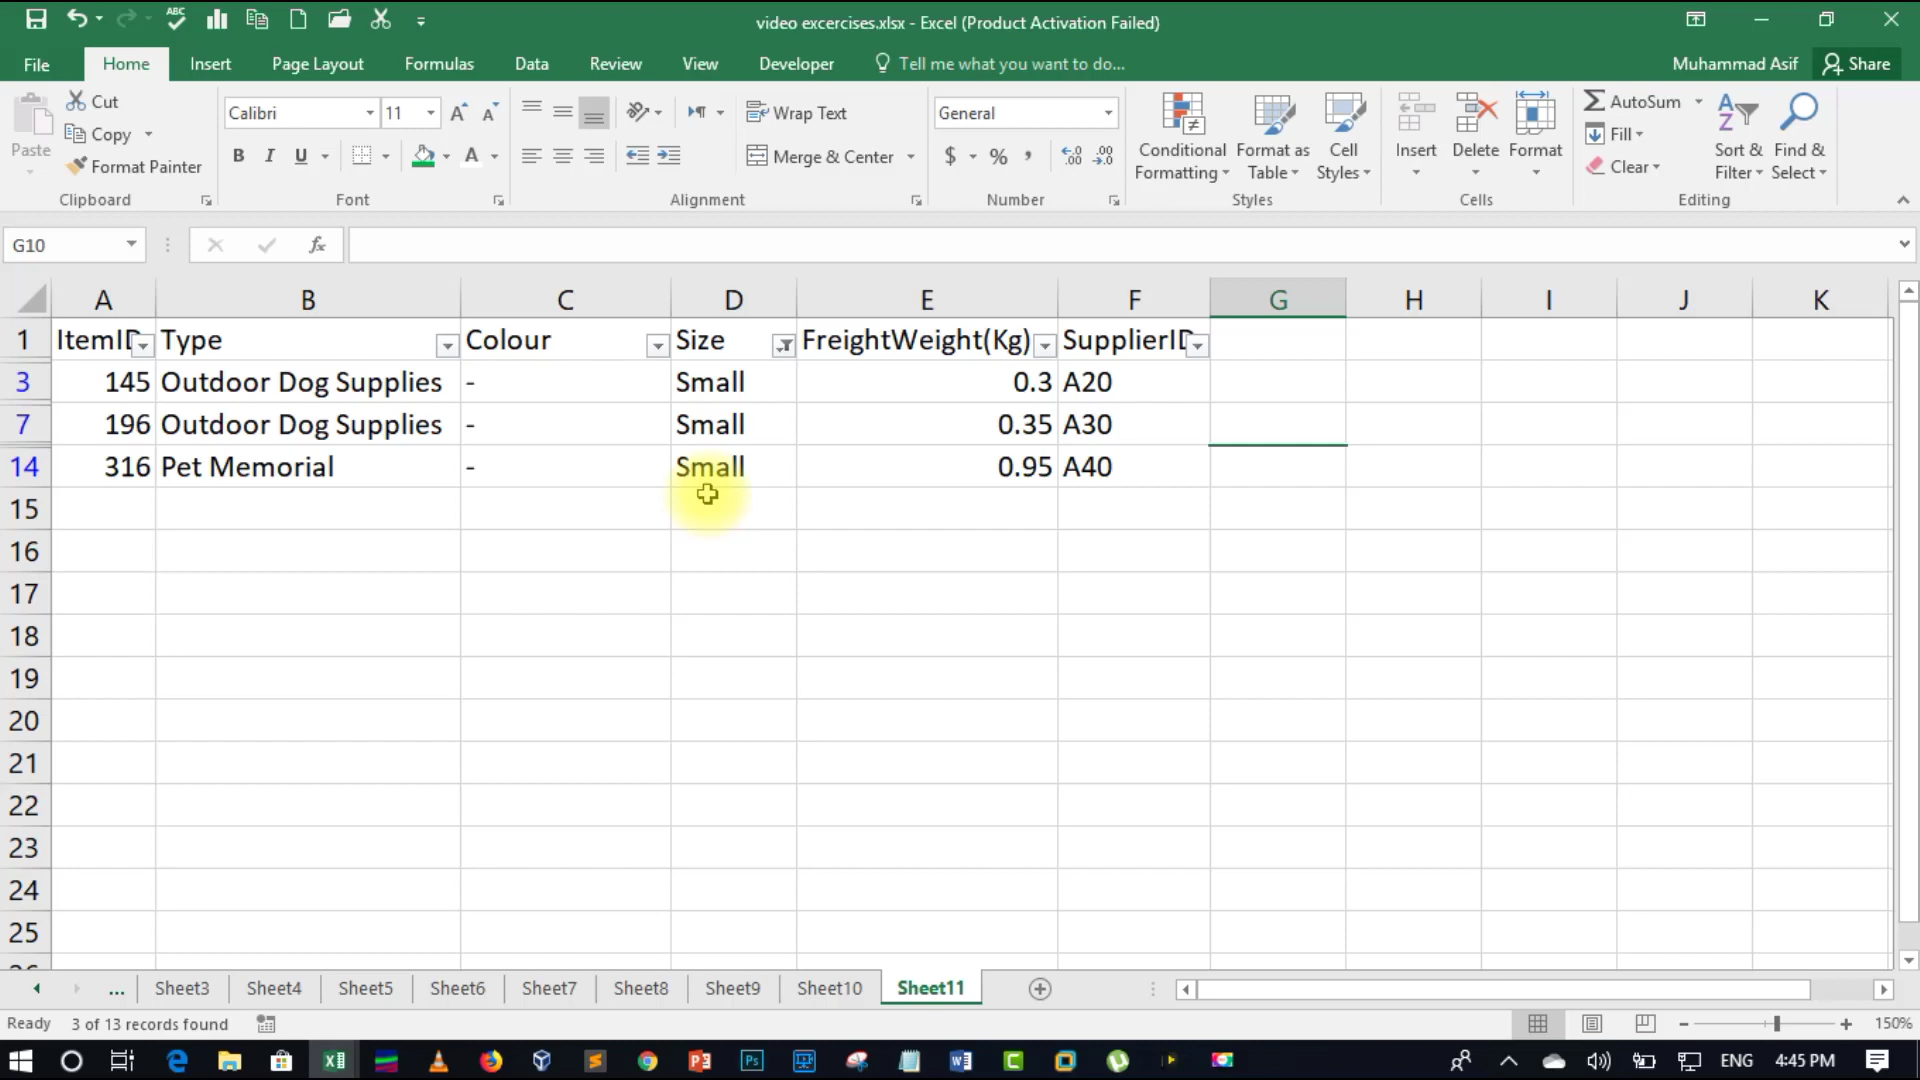 video excercises.xlsx - Excel (Product Activation Failed)
File Home Insert Page Layout Formulas Data Review View Developer Tell me what you want to do... Muhammad Asif Share
Paste
Cut
Copy
Format Painter
Clipboard
Calibri 11
B I U
Font
Wrap Text
Merge & Center
Alignment
General
$ % ,
Number
Conditional Formatting
Format as Table
Cell Styles
Styles
Insert Delete Format
Cells
AutoSum
Fill
Clear
Sort & Filter
Find & Select
Editing
G10 fx
A B C D E F G H I J K
1 ItemID Type Colour Size FreightWeight(Kg) SupplierID
3 145 Outdoor Dog Supplies - Small 0.3 A20
7 196 Outdoor Dog Supplies - Small 0.35 A30
14 316 Pet Memorial - Small 0.95 A40
15
16
17
18
19
20
21
22
23
24
25
... Sheet3 Sheet4 Sheet5 Sheet6 Sheet7 Sheet8 Sheet9 Sheet10 Sheet11
Ready 3 of 13 records found 150%
ENG 4:45 PM